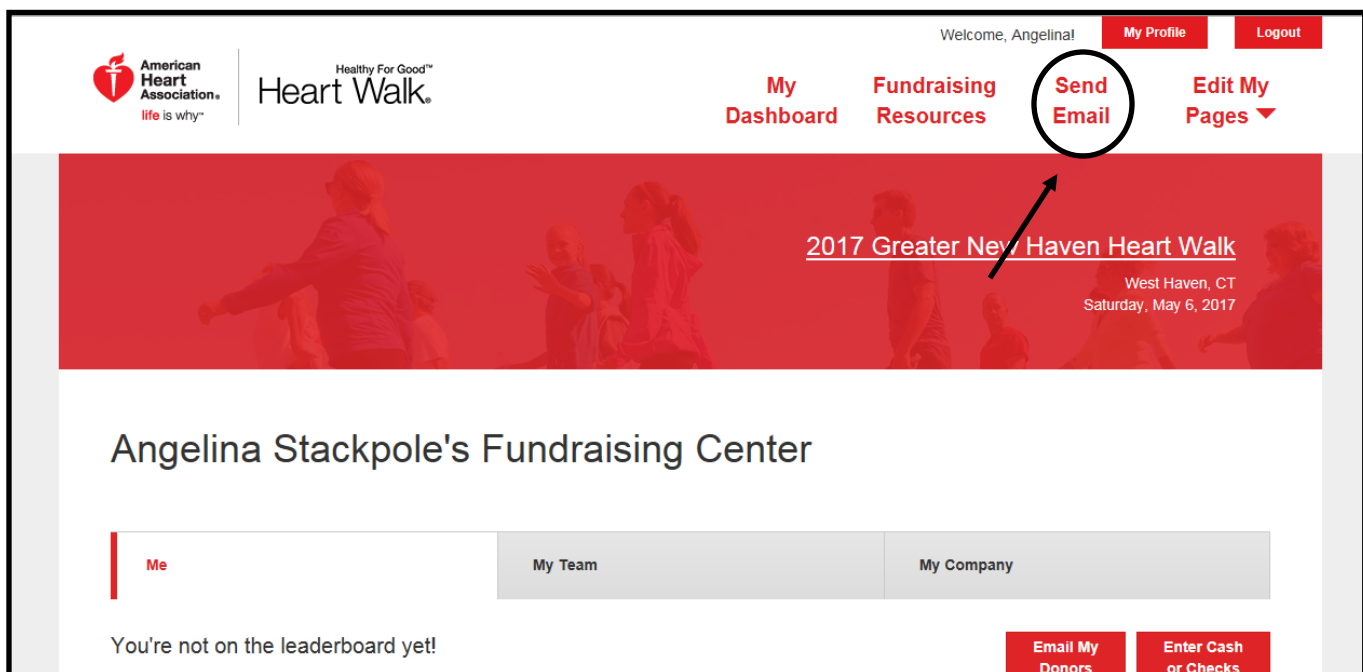 Welcome, Angelina!
My Profile
Logout
American
Heart
Association®
life is why™
Healthy For Good™
Heart Walk®
My
Dashboard
Fundraising
Resources
Send
Email
Edit My
Pages
2017 Greater New Haven Heart Walk
West Haven, CT
Saturday, May 6, 2017
Angelina Stackpole's Fundraising Center
Me
My Team
My Company
You're not on the leaderboard yet!
Email My
Donors
Enter Cash
or Checks